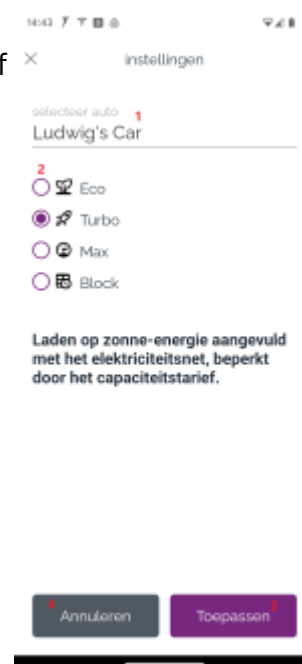 14:43
f
instellingen
selecteer auto 1
Ludwig's Car
2
Eco
Turbo
Max
Block
Laden op zonne-energie aangevuld
met het elektriciteitsnet, beperkt
door het capaciteitstarief.
4 Annuleren
Toepassen 3